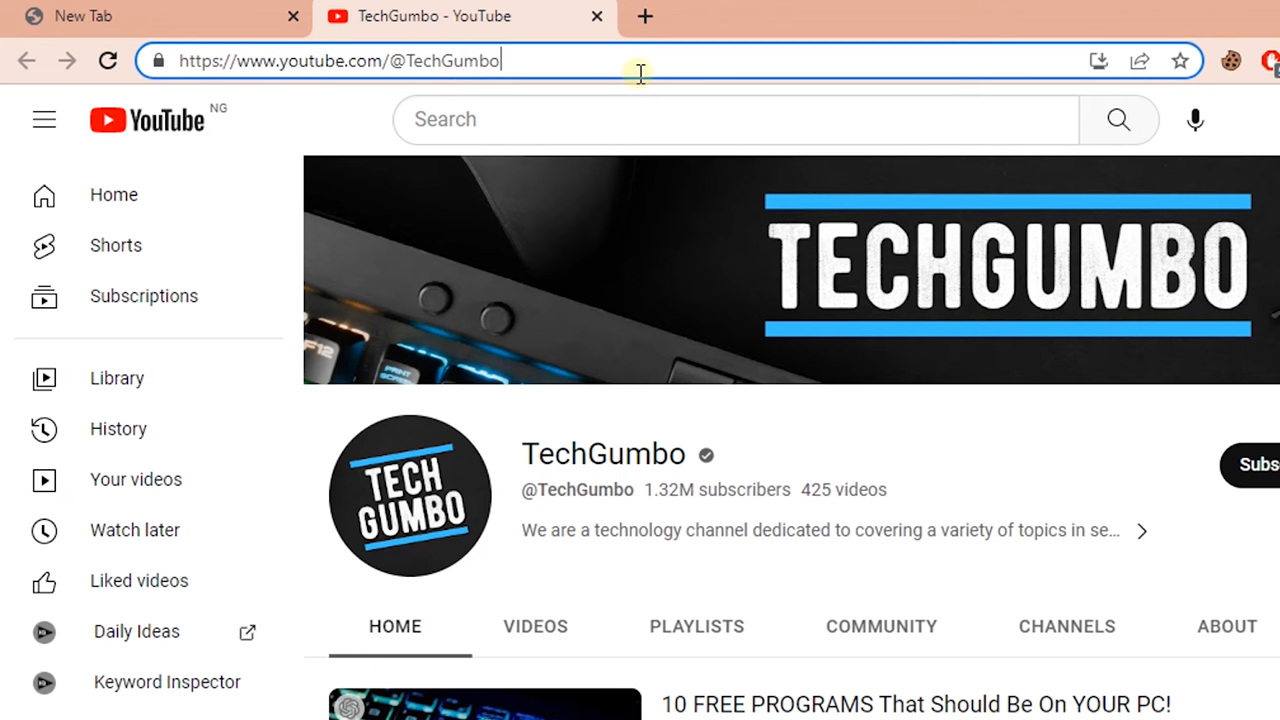 New Tab
TechGumbo - YouTube
https://www.youtube.com/@TechGumbo
YouTube NG
Search
Home
Shorts
Subscriptions
Library
History
Your videos
Watch later
Liked videos
Daily Ideas
Keyword Inspector
TECHGUMBO
F12
PRINT
SCREEN
TECH
GUMBO
TechGumbo
@TechGumbo 1.32M subscribers 425 videos
We are a technology channel dedicated to covering a variety of topics in se...
Subs
HOME VIDEOS PLAYLISTS COMMUNITY CHANNELS ABOUT
10 FREE PROGRAMS That Should Be On YOUR PC!